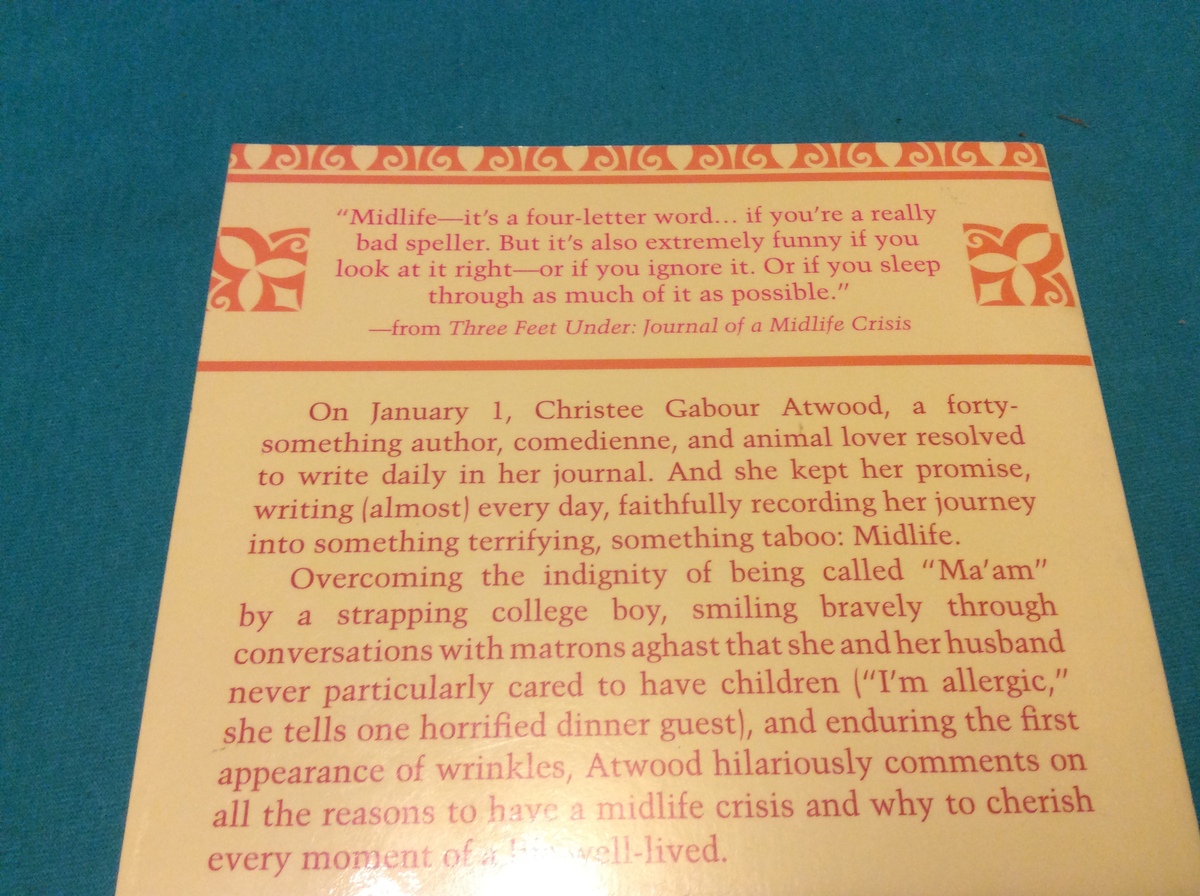 “Midlife—it’s a four-letter word... if you’re a really
bad speller. But it’s also extremely funny if you
look at it right—or if you ignore it. Or if you sleep
through as much of it as possible.”
—from Three Feet Under: Journal of a Midlife Crisis
On January 1, Christee Gabour Atwood, a forty-
something author, comedienne, and animal lover resolved
to write daily in her journal. And she kept her promise,
writing (almost) every day, faithfully recording her journey
into something terrifying, something taboo: Midlife.
Overcoming the indignity of being called “Ma’am”
by a strapping college boy, smiling bravely through
conversations with matrons aghast that she and her husband
never particularly cared to have children (“I’m allergic,”
she tells one horrified dinner guest), and enduring the first
appearance of wrinkles, Atwood hilariously comments on
all the reasons to have a midlife crisis and why to cherish
every moment of a life well-lived.